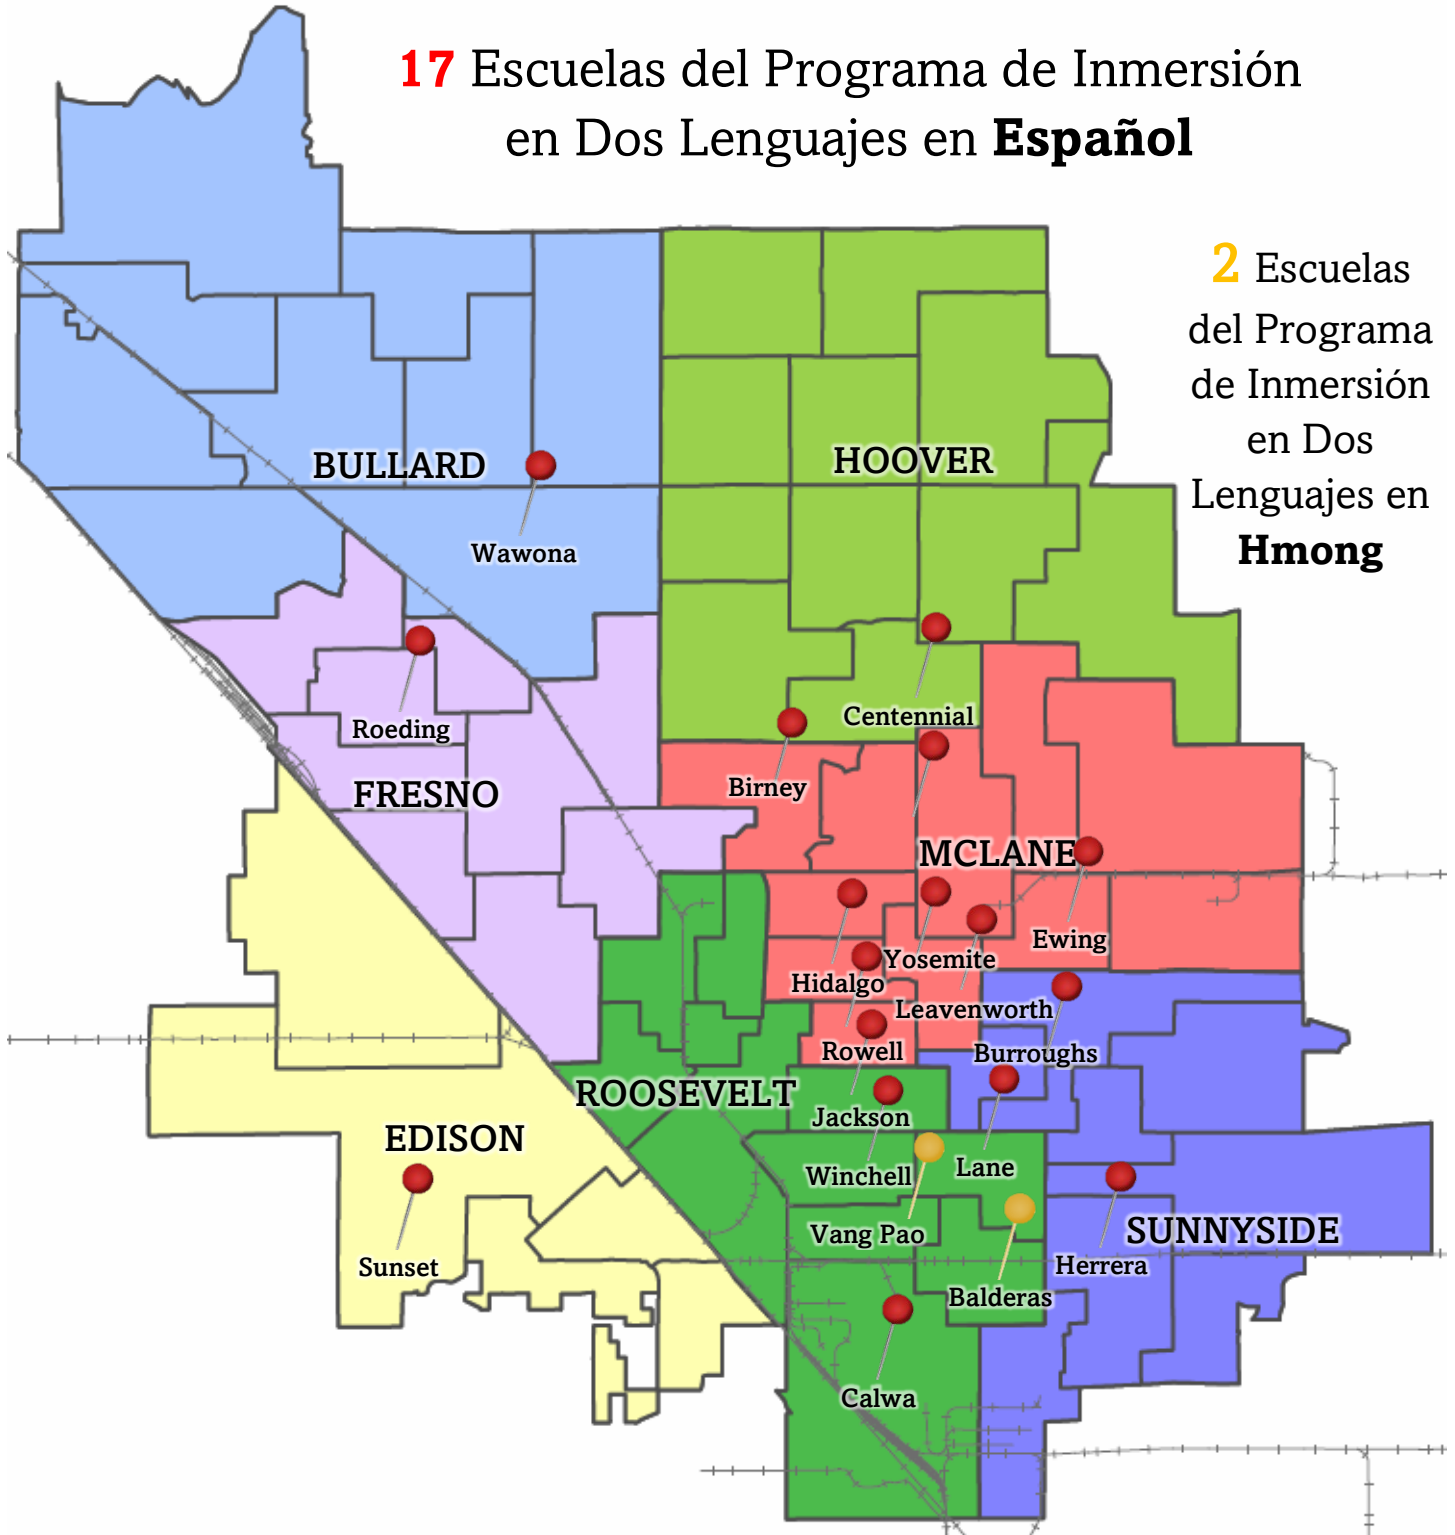 17 Escuelas del Programa de Inmersión
en Dos Lenguajes en Español
2 Escuelas
del Programa
de Inmersión
en Dos
Lenguajes en
Hmong
BULLARD
HOOVER
Wawona
Roeding
Centennial
Birney
FRESNO
MCLANE
Ewing
Yosemite
Hidalgo
Leavenworth
Rowell
Burroughs
ROOSEVELT
Jackson
EDISON
Winchell
Lane
Vang Pao
SUNNYSIDE
Sunset
Herrera
Balderas
Calwa